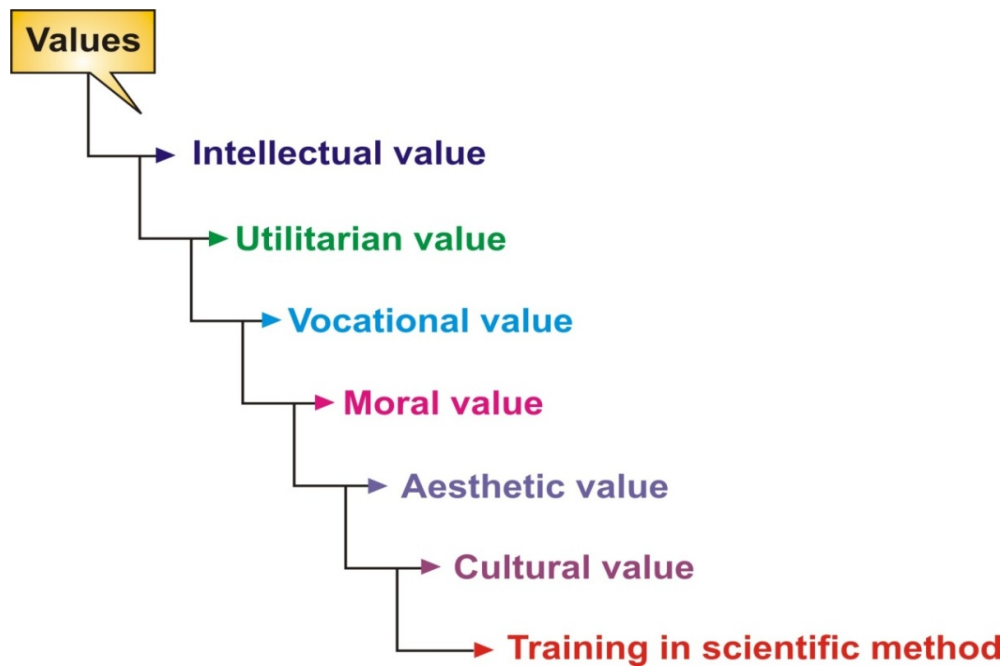 Values
Intellectual value
Utilitarian value
Vocational value
Moral value
Aesthetic value
Cultural value
Training in scientific method